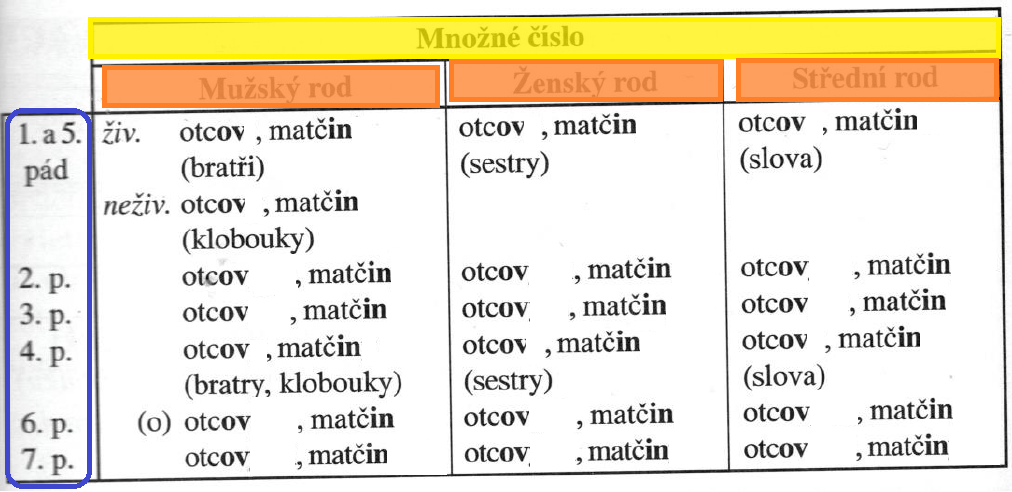 Množné číslo
Mužský rod Ženský rod Střední rod
1. a 5. živ. otcov , matčin otcov , matčin otcov , matčin
pád (bratři) (sestry) (slova)
neživ. otcov , matčin
(klobouky)
2. p. otcov , matčin otcov , matčin otcov , matčin
3. p. otcov , matčin otcov , matčin otcov , matčin
4. p. otcov , matčin otcov , matčin otcov , matčin
(bratry, klobouky) (sestry) (slova)
6. p. (o) otcov , matčin otcov , matčin otcov , matčin
7. p. otcov , matčin otcov , matčin otcov , matčin